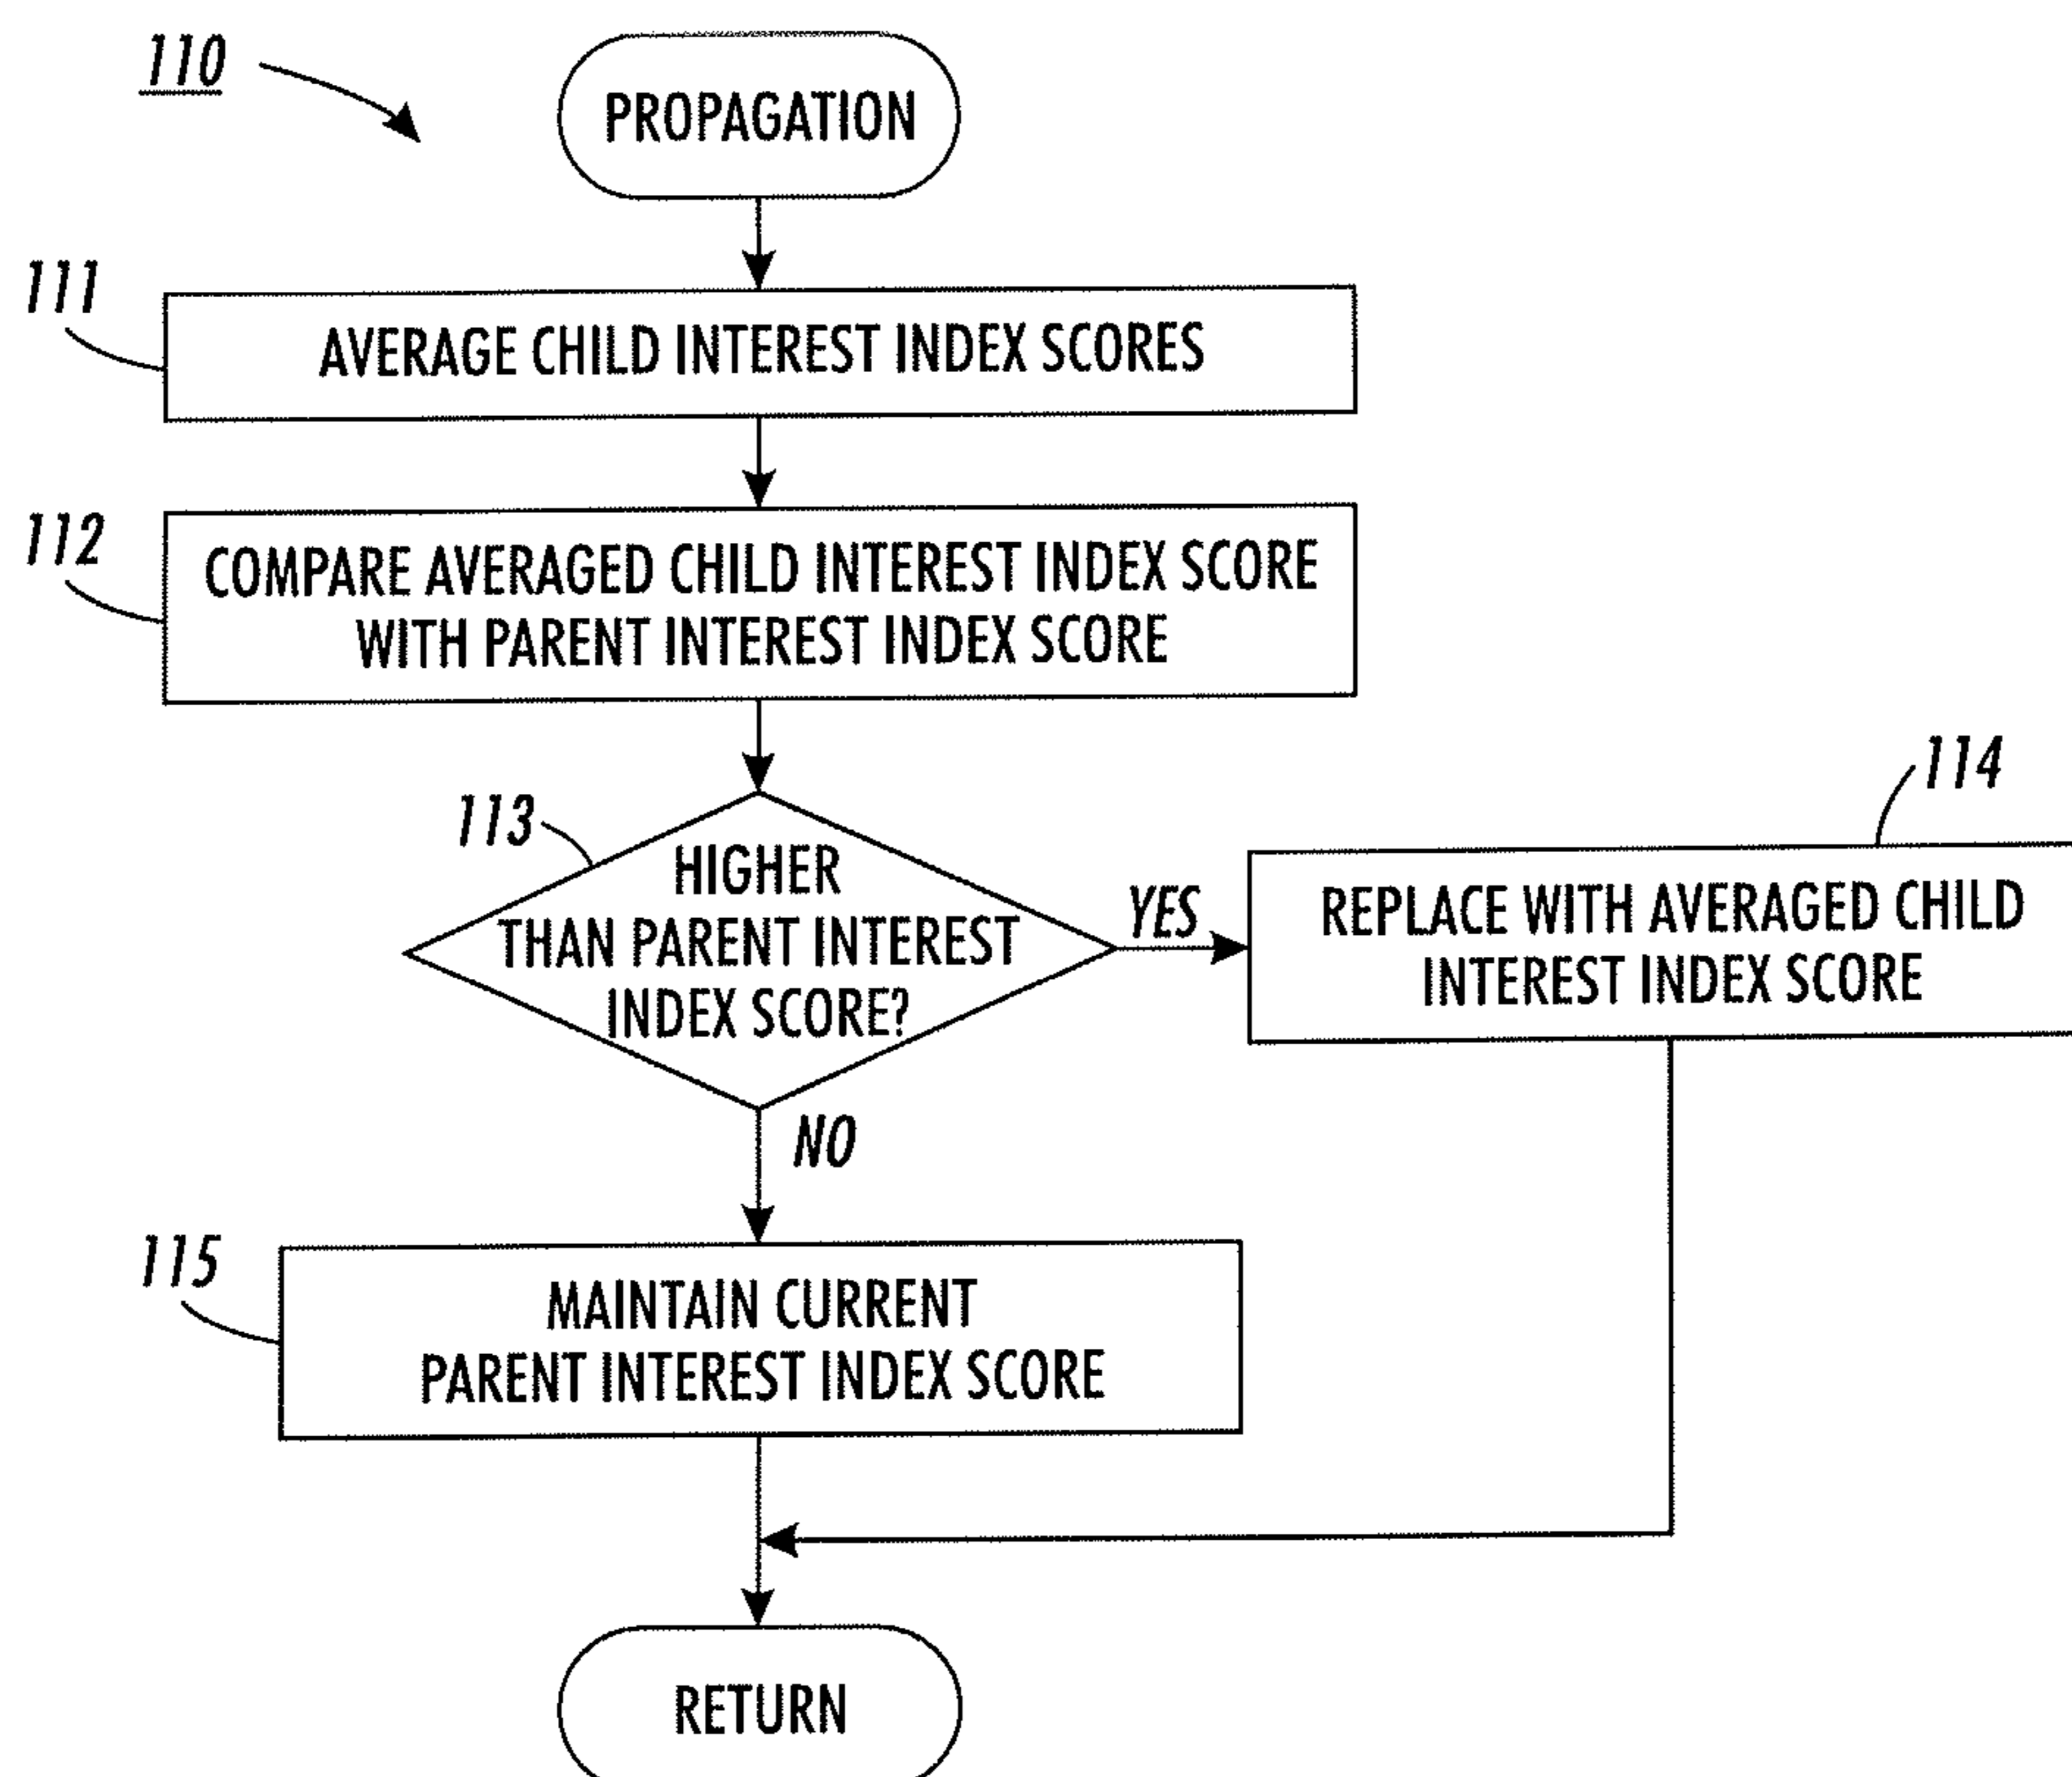 110
PROPAGATION
111
AVERAGE CHILD INTEREST INDEX SCORES
112
COMPARE AVERAGED CHILD INTEREST INDEX SCORE
WITH PARENT INTEREST INDEX SCORE
113
HIGHER
THAN PARENT INTEREST
INDEX SCORE?
YES
114
REPLACE WITH AVERAGED CHILD
INTEREST INDEX SCORE
NO
115
MAINTAIN CURRENT
PARENT INTEREST INDEX SCORE
RETURN